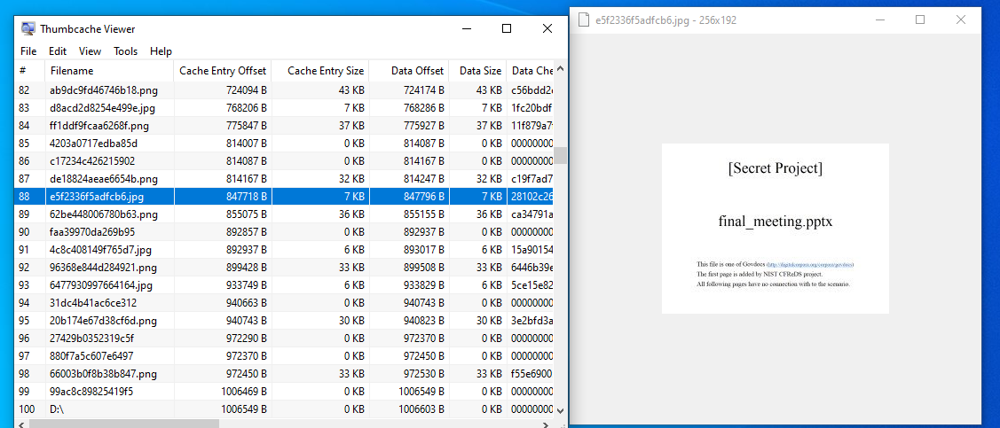 Thumbcache Viewer
File Edit View Tools Help
# Filename Cache Entry Offset Cache Entry Size Data Offset Data Size Data Che
82 ab9dc9fd46746b18.png 724094 B 43 KB 724174 B 43 KB c56bdd2
83 d8acd2d8254e499e.jpg 768206 B 7 KB 768286 B 7 KB 1fc20bdf
84 ff1ddf9fcaa6268f.png 775847 B 37 KB 775927 B 37 KB 11f879a7
85 4203a0717edba85d 814007 B 0 KB 814087 B 0 KB 00000000
86 c17234c426215902 814087 B 0 KB 814167 B 0 KB 00000000
87 de18824aeae6654b.png 814167 B 32 KB 814247 B 32 KB c19f7ad7
88 e5f2336f5adfcb6.jpg 847718 B 7 KB 847796 B 7 KB 28102c26
89 62be448006780b63.png 855075 B 36 KB 855155 B 36 KB ca34791a
90 faa39970da269b95 892857 B 0 KB 892937 B 0 KB 00000000
91 4c8c408149f765d7.jpg 892937 B 6 KB 893017 B 6 KB 15a90154
92 96368e844d284921.png 899428 B 33 KB 899508 B 33 KB 6446b39e
93 6477930997664164.jpg 933749 B 6 KB 933829 B 6 KB 5ce15e82
94 31dc4b41ac6ce312 940663 B 0 KB 940743 B 0 KB 00000000
95 20b174e67d38cf6d.png 940743 B 30 KB 940823 B 30 KB 3e2bfd3a
96 27429b0352319c5f 972290 B 0 KB 972370 B 0 KB 00000000
97 880f7a5c607e6497 972370 B 0 KB 972450 B 0 KB 00000000
98 66003b0f8b38b847.png 972450 B 33 KB 972530 B 33 KB f55e6900
99 99ac8c89825419f5 1006469 B 0 KB 1006549 B 0 KB 00000000
100 D:\ 1006549 B 0 KB 1006603 B 0 KB 00000000
e5f2336f5adfcb6.jpg - 256x192
[Secret Project]
final_meeting.pptx
This file is one of Govdocs (http://digitalcorpora.org/corpora/govdocs)
The first page is added by NIST CFReDS project.
All following pages have no connection with to the scenario.